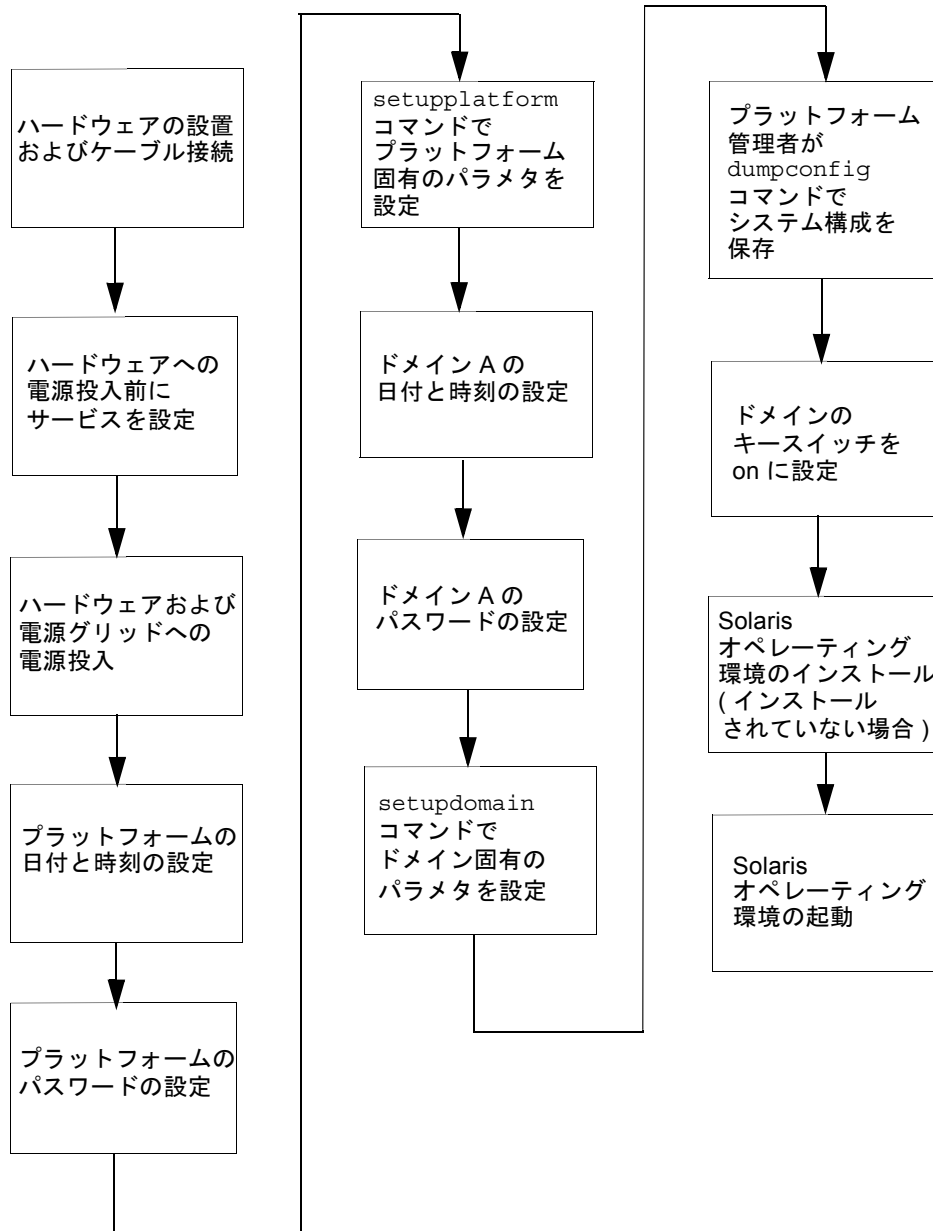 ハードウェアの設置
およびケーブル接続
ハードウェアへの
電源投入前に
サービスを設定
ハードウェアおよび
電源グリッドへの
電源投入
プラットフォームの
日付と時刻の設定
プラットフォームの
パスワードの設定
setupplatform
コマンドで
プラットフォーム
固有のパラメタを
設定
ドメイン A の
日付と時刻の設定
ドメイン A の
パスワードの設定
setupdomain
コマンドで
ドメイン固有の
パラメタを設定
プラットフォーム
管理者が
dumpconfig
コマンドで
システム構成を
保存
ドメインの
キースイッチを
on に設定
Solaris
オペレーティング
環境のインストール
( インストール
されていない場合 )
Solaris
オペレーティング
環境の起動